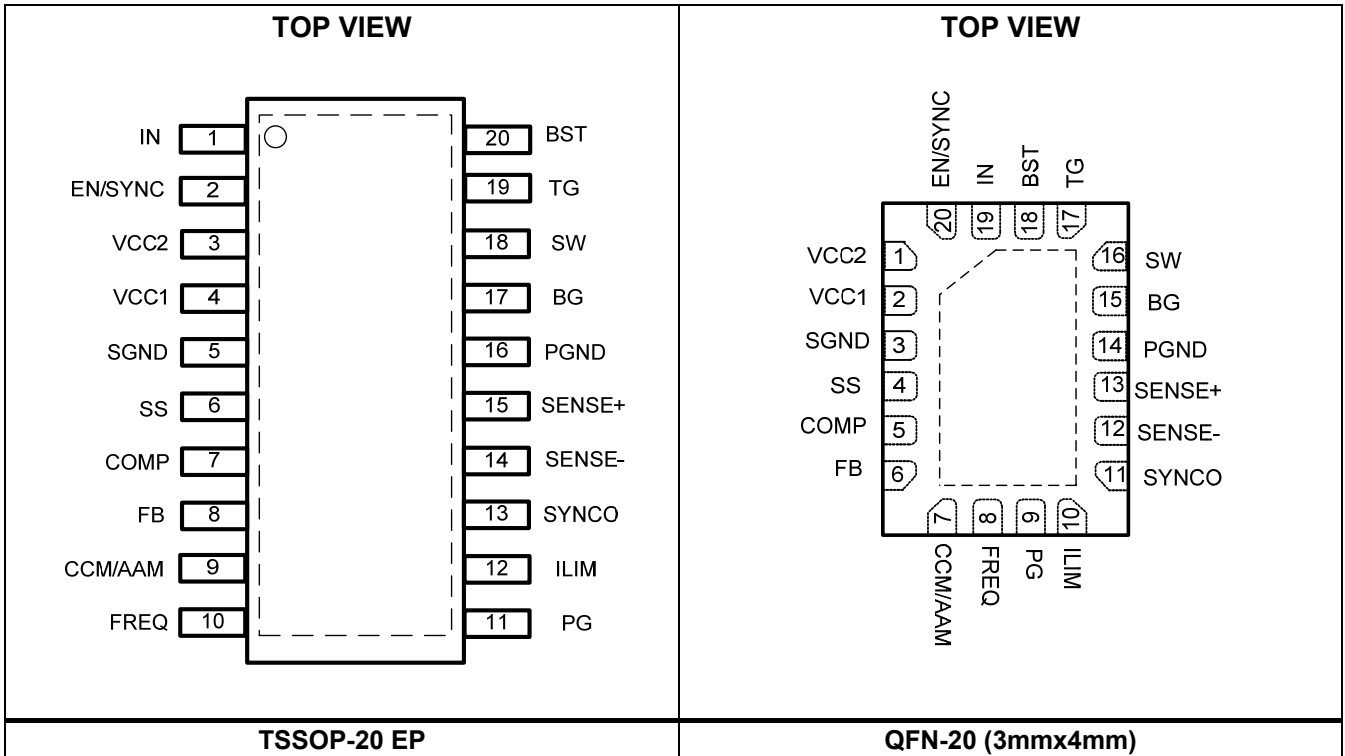 TOP VIEW
IN 1
EN/SYNC 2
VCC2 3
VCC1 4
SGND 5
SS 6
COMP 7
FB 8
CCM/AAM 9
FREQ 10
20 BST
19 TG
18 SW
17 BG
16 PGND
15 SENSE+
14 SENSE-
13 SYNCO
12 ILIM
11 PG
TSSOP-20 EP
TOP VIEW
EN/SYNC 20
IN 19
BST 18
TG 17
VCC2 1
VCC1 2
SGND 3
SS 4
COMP 5
FB 6
16 SW
15 BG
14 PGND
13 SENSE+
12 SENSE-
11 SYNCO
7 CCM/AAM
8 FREQ
9 PG
10 ILIM
QFN-20 (3mmx4mm)